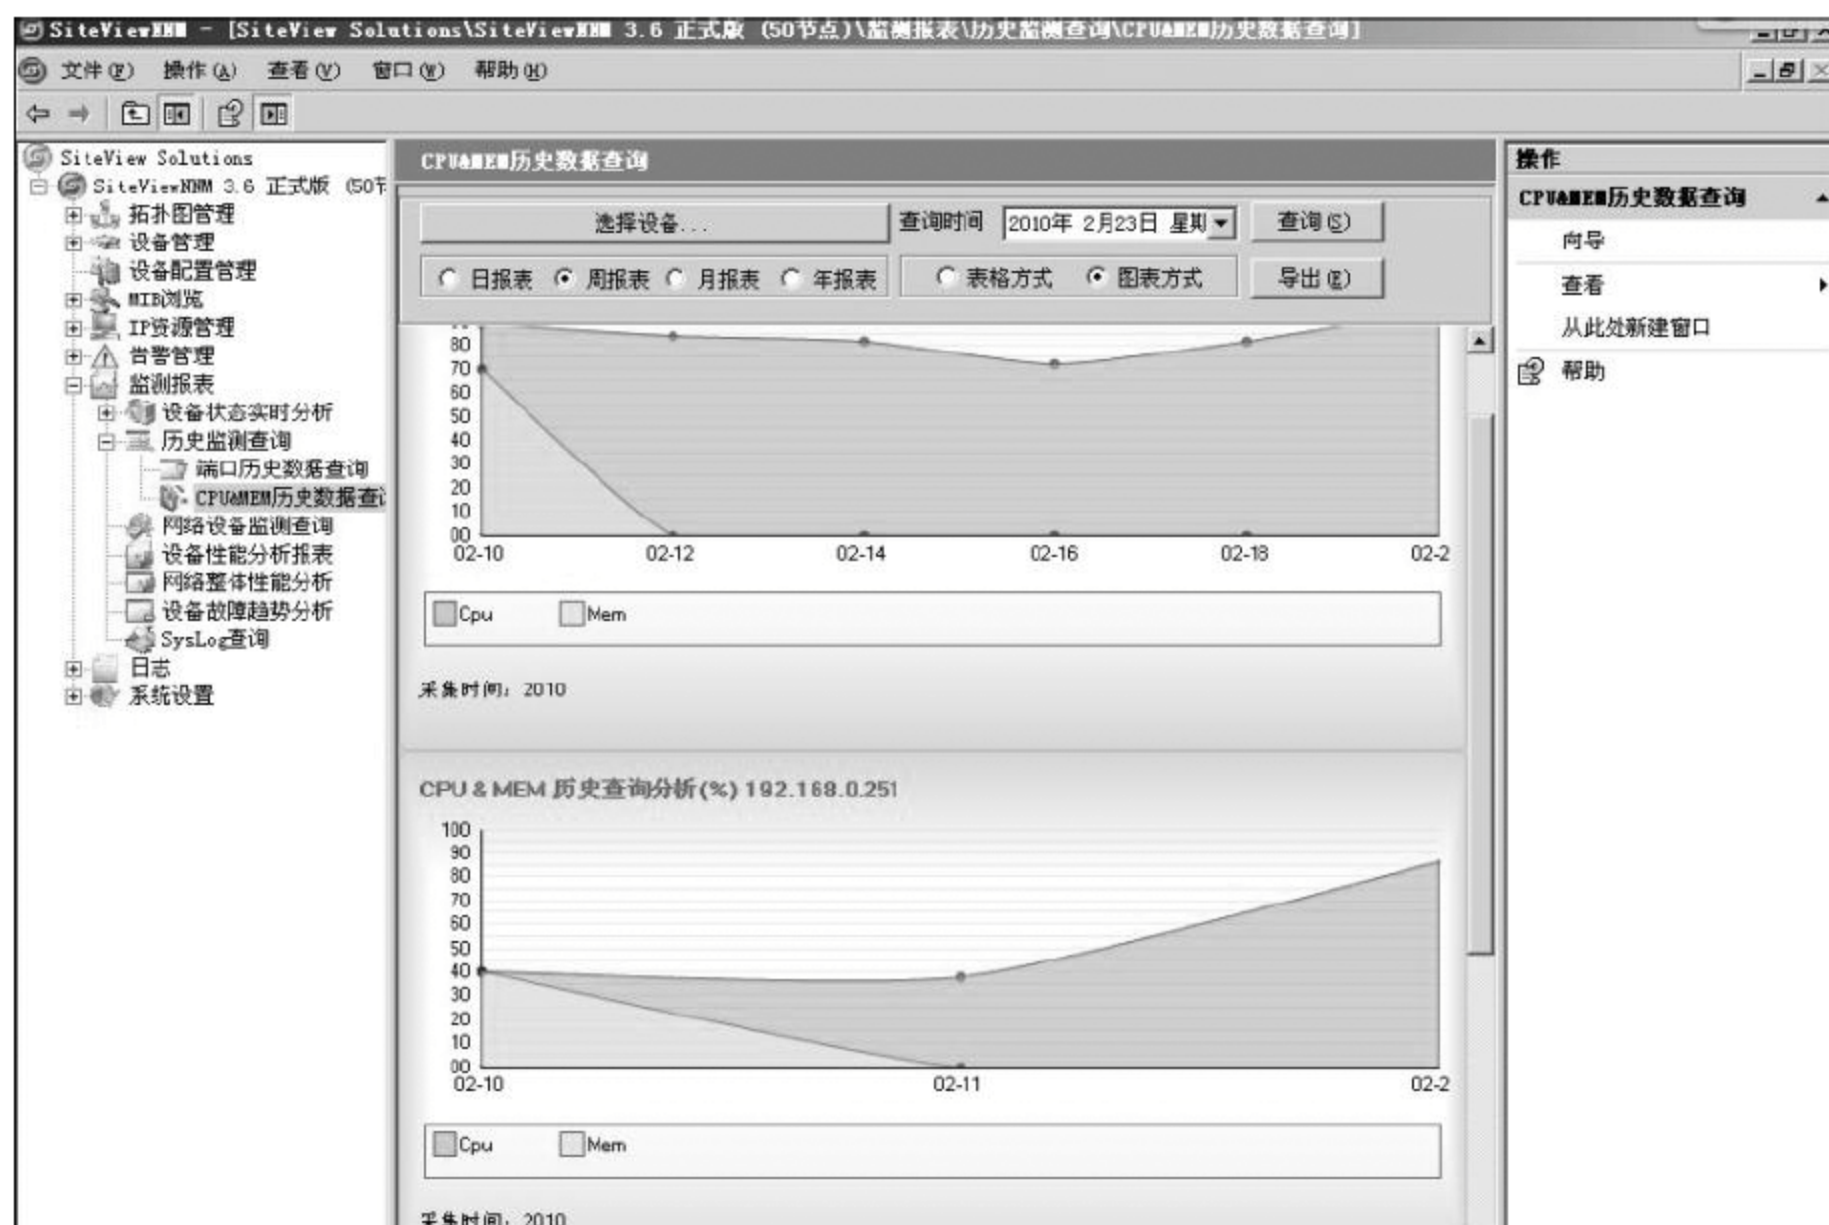 SiteViewNNM - [SiteView Solutions\SiteViewNNM 3.6 正式版 (50节点)\监测报表\历史监测查询\CPU&MEM历史数据查询]
文件(F) 操作(A) 查看(V) 窗口(W) 帮助(H)
SiteView Solutions
SiteViewNNM 3.6 正式版 (50节
拓扑图管理
设备管理
设备配置管理
MIB浏览
IP资源管理
告警管理
监测报表
设备状态实时分析
历史监测查询
端口历史数据查询
CPU&MEM历史数据查询
网络设备监测查询
设备性能分析报表
网络整体性能分析
设备故障趋势分析
SysLog查询
日志
系统设置
CPU&MEM历史数据查询
选择设备... 查询时间 2010年 2月23日 星期 查询(S)
日报表 周报表 月报表 年报表 表格方式 图表方式 导出(E)
80
70
60
50
40
30
20
10
00
02-10 02-12 02-14 02-16 02-18 02-2
Cpu Mem
采集时间: 2010
CPU & MEM 历史查询分析(%) 192.168.0.251
100
90
80
70
60
50
40
30
20
10
00
02-10 02-11 02-2
Cpu Mem
采集时间: 2010
操作
CPU&MEM历史数据查询
向导
查看
从此处新建窗口
帮助